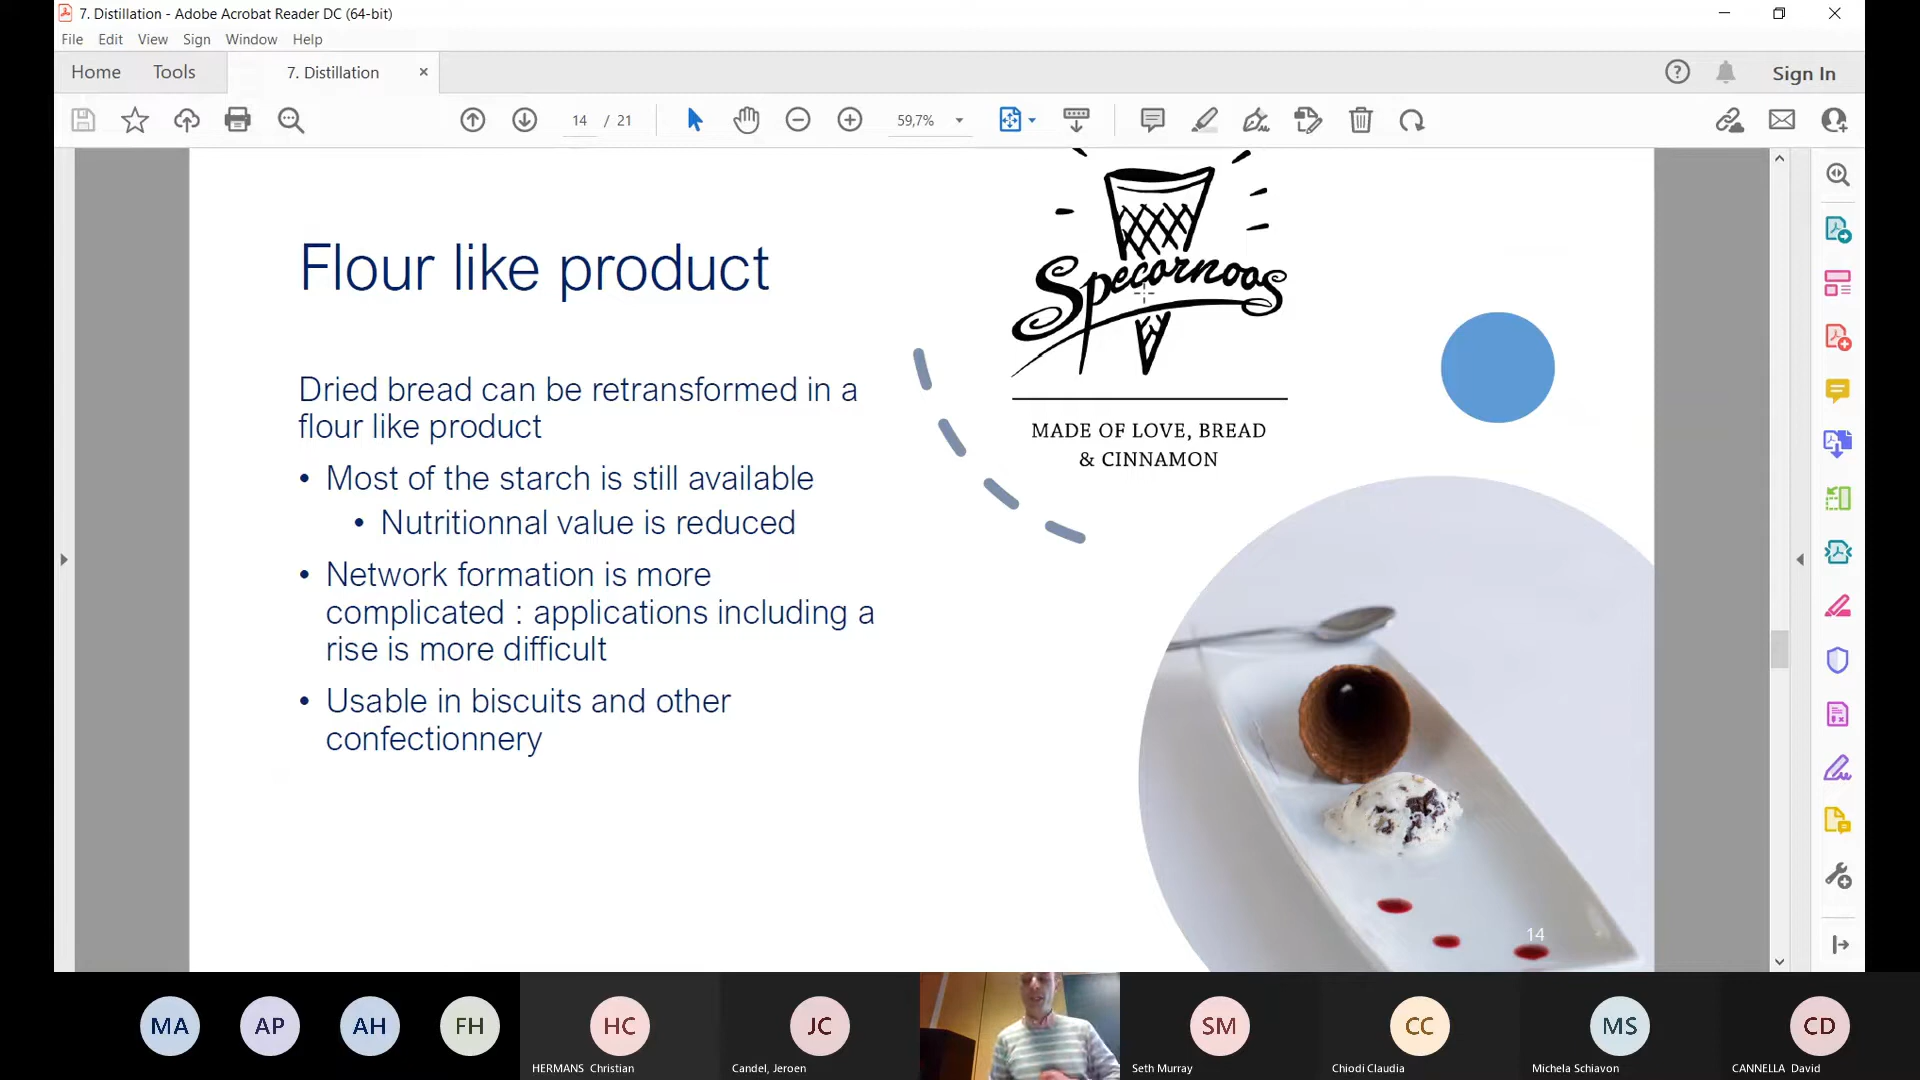 7. Distillation - Adobe Acrobat Reader DC (64-bit)
File Edit View Sign Window Help
Home Tools 7. Distillation × Sign In
14 / 21 59,7%
Specornoos
MADE OF LOVE, BREAD
& CINNAMON
Flour like product
Dried bread can be retransformed in a
flour like product
• Most of the starch is still available
• Nutritionnal value is reduced
• Network formation is more
complicated : applications including a
rise is more difficult
• Usable in biscuits and other
confectionnery
14
MA AP AH FH HC JC SM CC MS CD
HERMANS Christian Candel, Jeroen Seth Murray Chiodi Claudia Michela Schiavon CANNELLA David